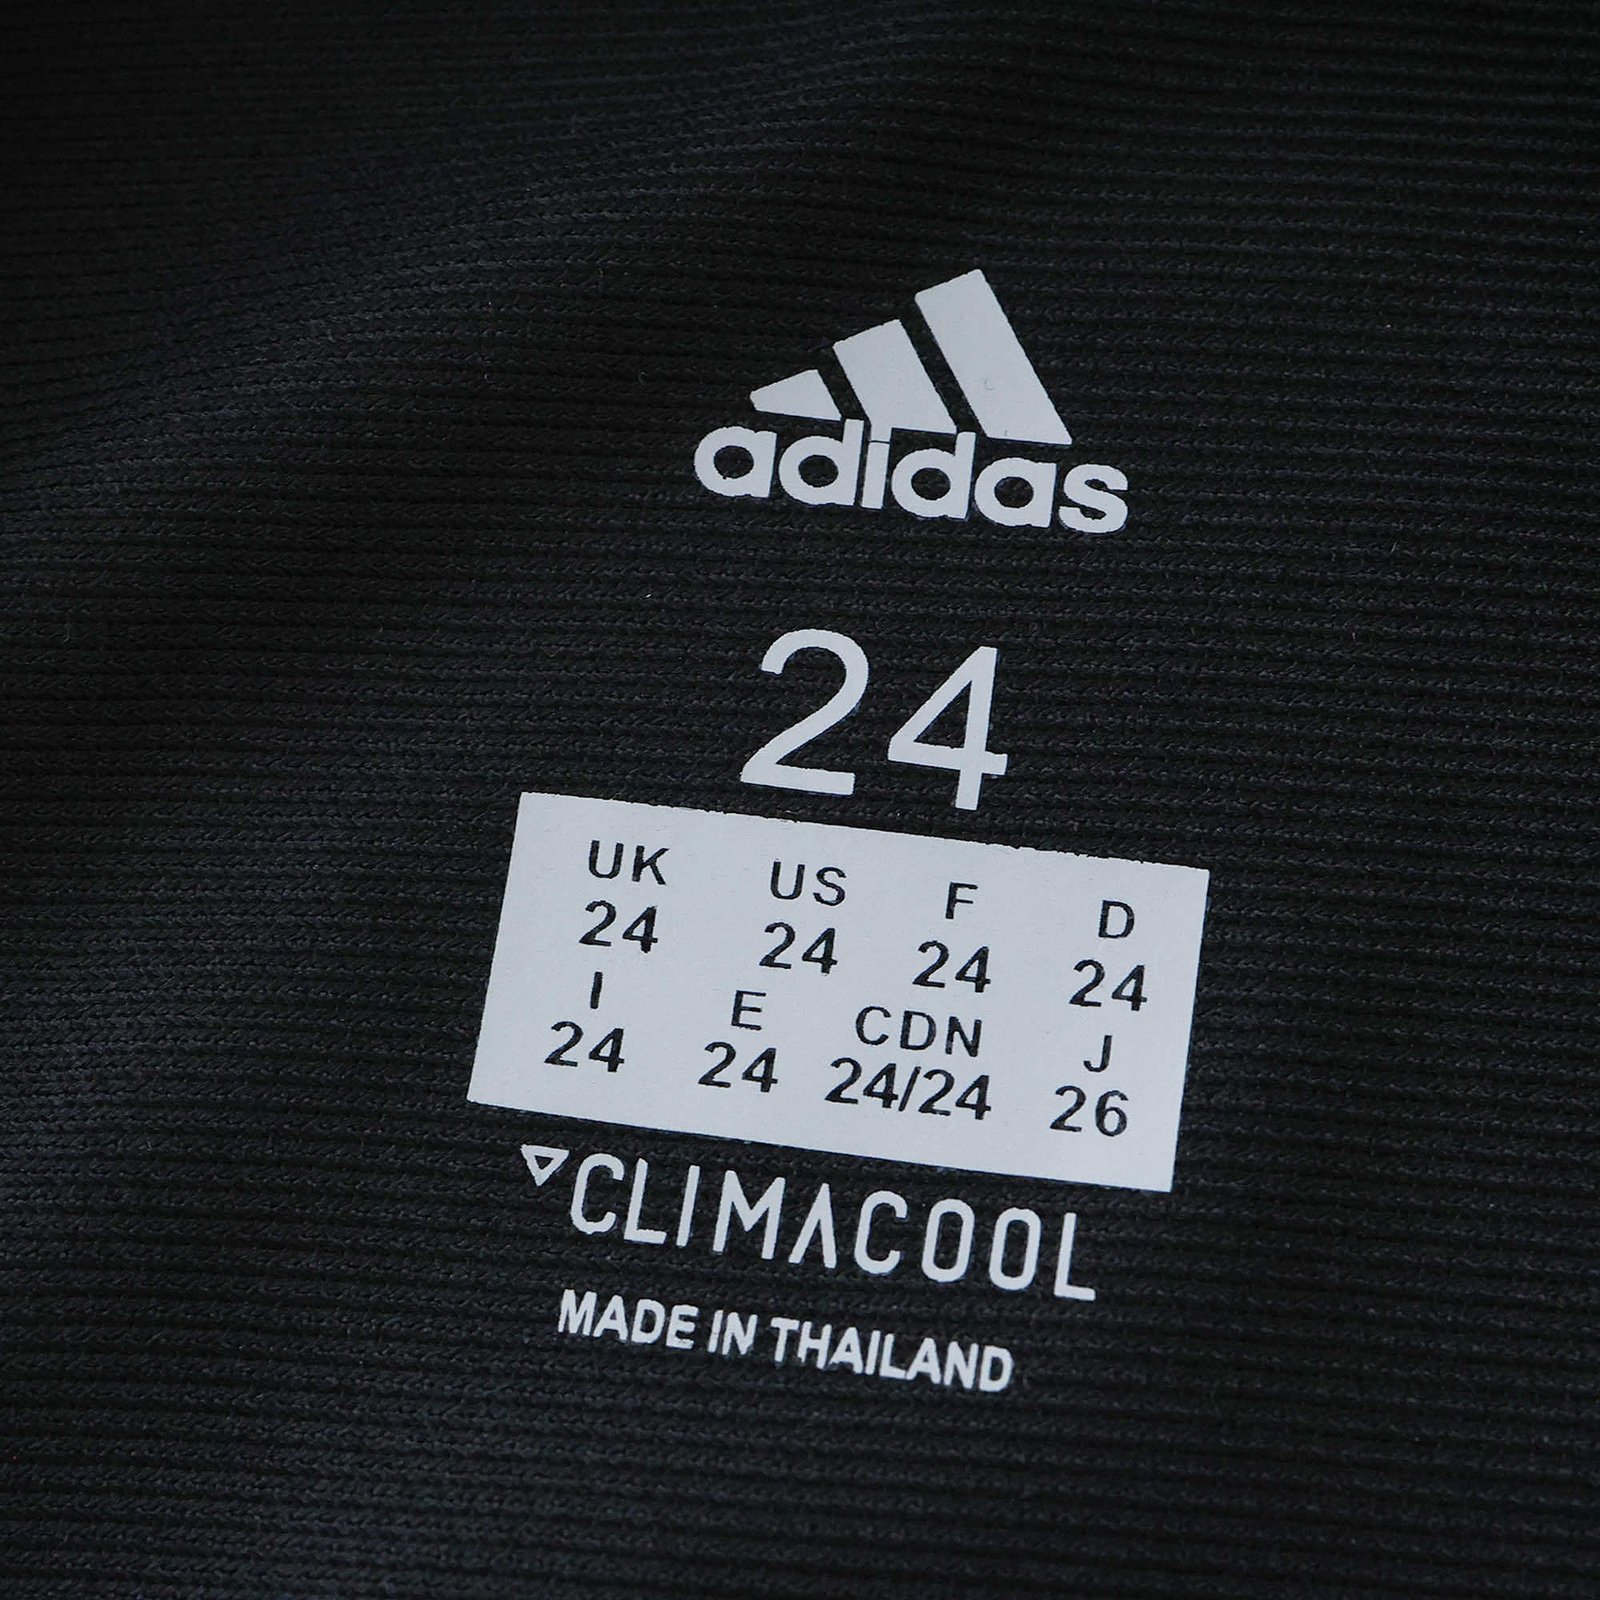 adidas
24
UK US F D
24 24 24 24
I E CDN J
24 24 24/24 26
CLIMACOOL
MADE IN THAILAND